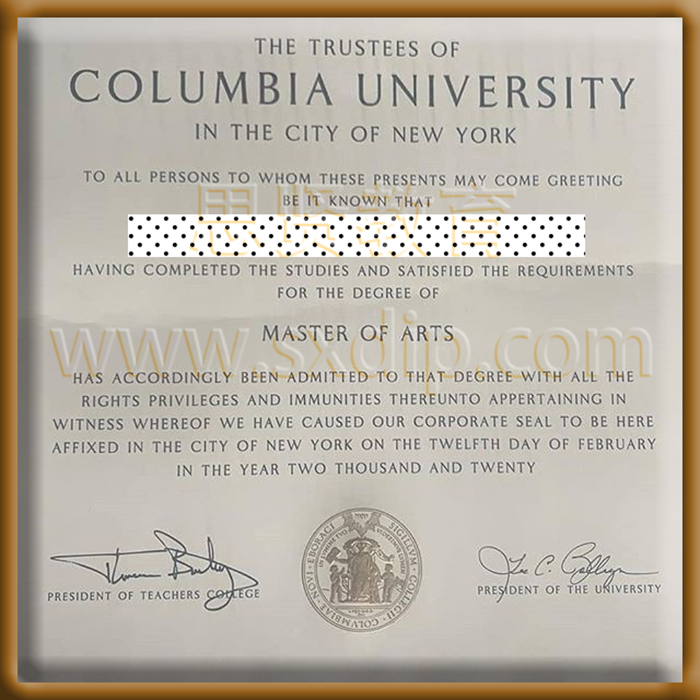 THE TRUSTEES OF
COLUMBIA UNIVERSITY
IN THE CITY OF NEW YORK
TO ALL PERSONS TO WHOM THESE PRESENTS MAY COME GREETING
BE IT KNOWN THAT
思贤教育
HAVING COMPLETED THE STUDIES AND SATISFIED THE REQUIREMENTS
FOR THE DEGREE OF
MASTER OF ARTS
www.sxdip.com
HAS ACCORDINGLY BEEN ADMITTED TO THAT DEGREE WITH ALL THE
RIGHTS PRIVILEGES AND IMMUNITIES THEREUNTO APPERTAINING IN
WITNESS WHEREOF WE HAVE CAUSED OUR CORPORATE SEAL TO BE HERE
AFFIXED IN THE CITY OF NEW YORK ON THE TWELFTH DAY OF FEBRUARY
IN THE YEAR TWO THOUSAND AND TWENTY
PRESIDENT OF TEACHERS COLLEGE
PRESIDENT OF THE UNIVERSITY